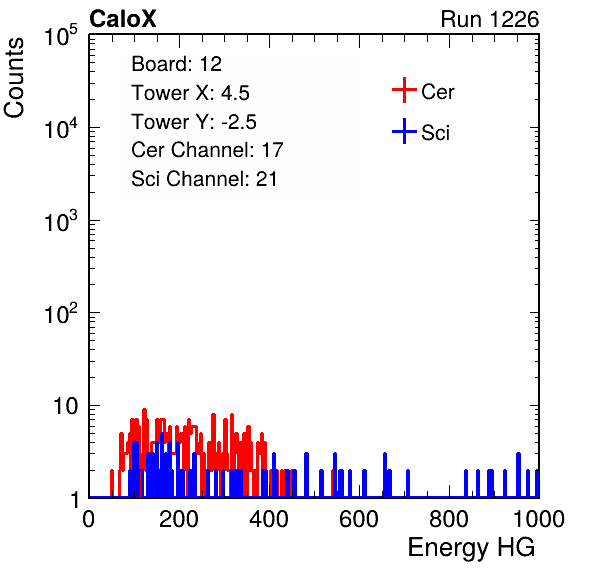 CaloX Run 1226
Counts
Board: 12
Tower X: 4.5
Tower Y: -2.5
Cer Channel: 17
Sci Channel: 21
Cer
Sci
10^5
10^4
10^3
10^2
10
1
0 200 400 600 800 1000
Energy HG